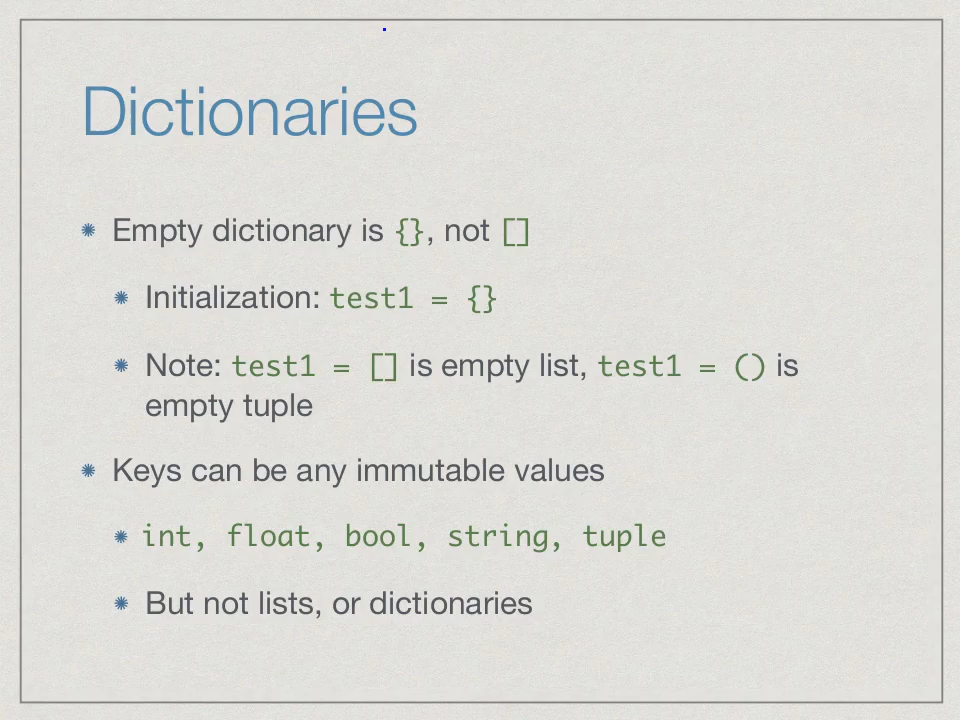 Dictionaries
Empty dictionary is {}, not []
Initialization: test1 = {}
Note: test1 = [] is empty list, test1 = () is
empty tuple
Keys can be any immutable values
int, float, bool, string, tuple
But not lists, or dictionaries